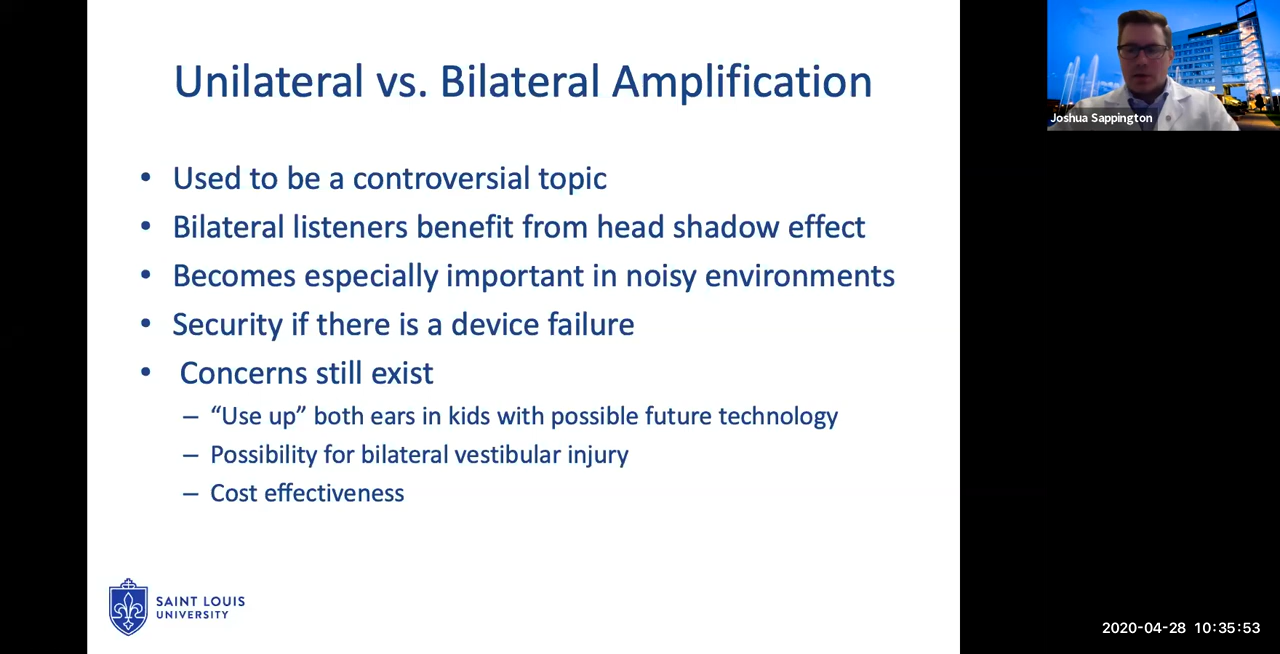 Unilateral vs. Bilateral Amplification
• Used to be a controversial topic
• Bilateral listeners benefit from head shadow effect
• Becomes especially important in noisy environments
• Security if there is a device failure
• Concerns still exist
– “Use up” both ears in kids with possible future technology
– Possibility for bilateral vestibular injury
– Cost effectiveness
SAINT LOUIS
UNIVERSITY
Joshua Sappington
2020-04-28 10:35:53